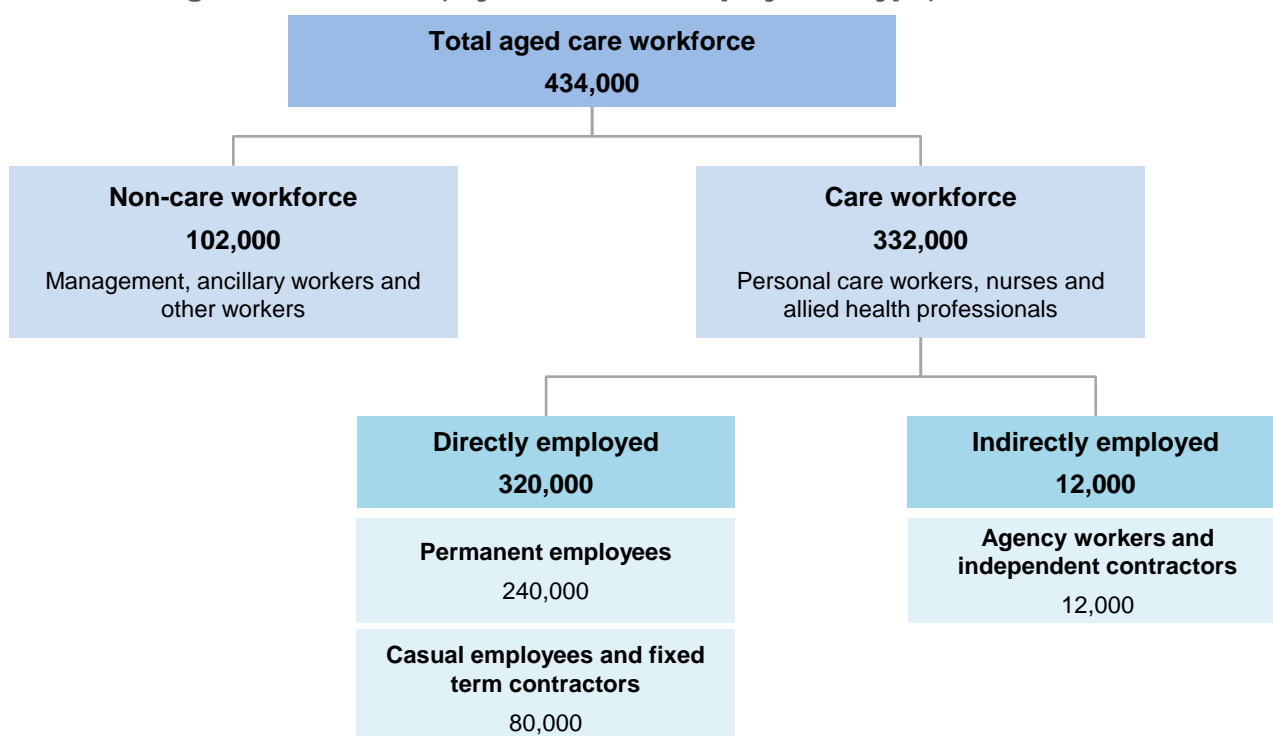 Total aged care workforce
434,000
Non-care workforce
102,000
Management, ancillary workers and
other workers
Care workforce
332,000
Personal care workers, nurses and
allied health professionals
Directly employed
320,000
Permanent employees
240,000
Casual employees and fixed
term contractors
80,000
Indirectly employed
12,000
Agency workers and
independent contractors
12,000